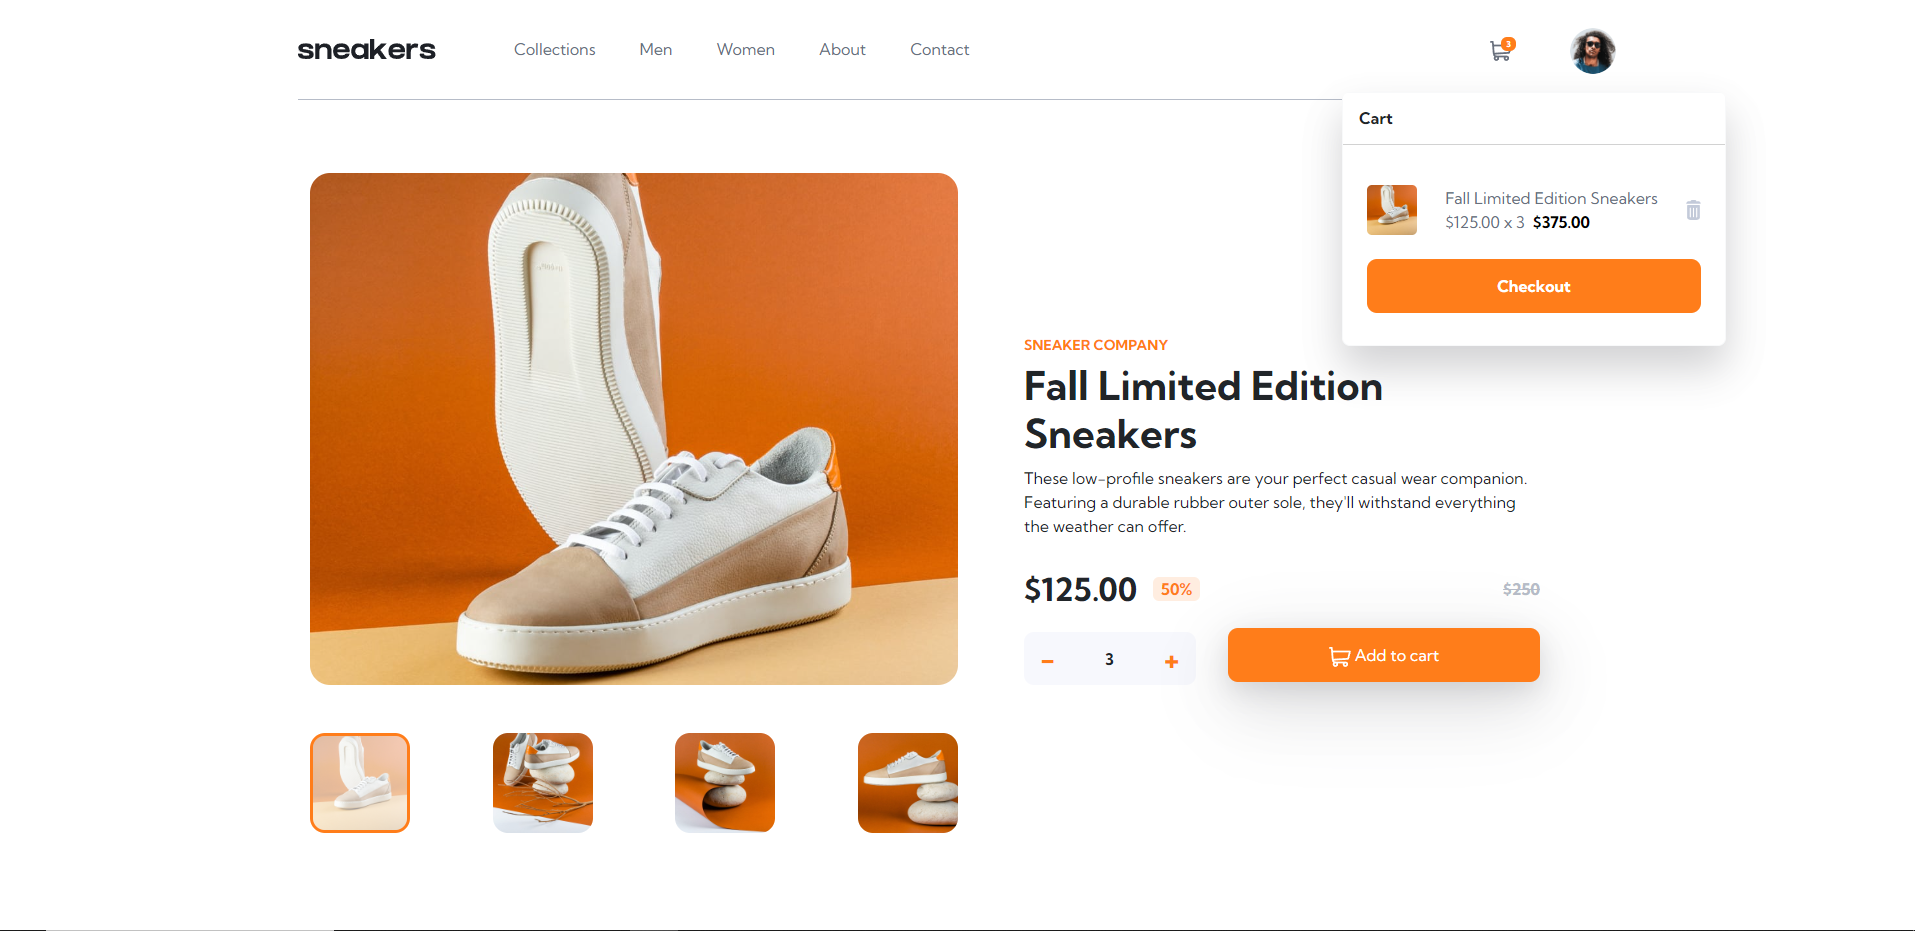 sneakers
Collections
Men
Women
About
Contact
3
Cart
Fall Limited Edition Sneakers
$125.00 x 3 $375.00
Checkout
SNEAKER COMPANY
Fall Limited Edition
Sneakers
These low-profile sneakers are your perfect casual wear companion.
Featuring a durable rubber outer sole, they'll withstand everything
the weather can offer.
$125.00
50%
$250
3
Add to cart